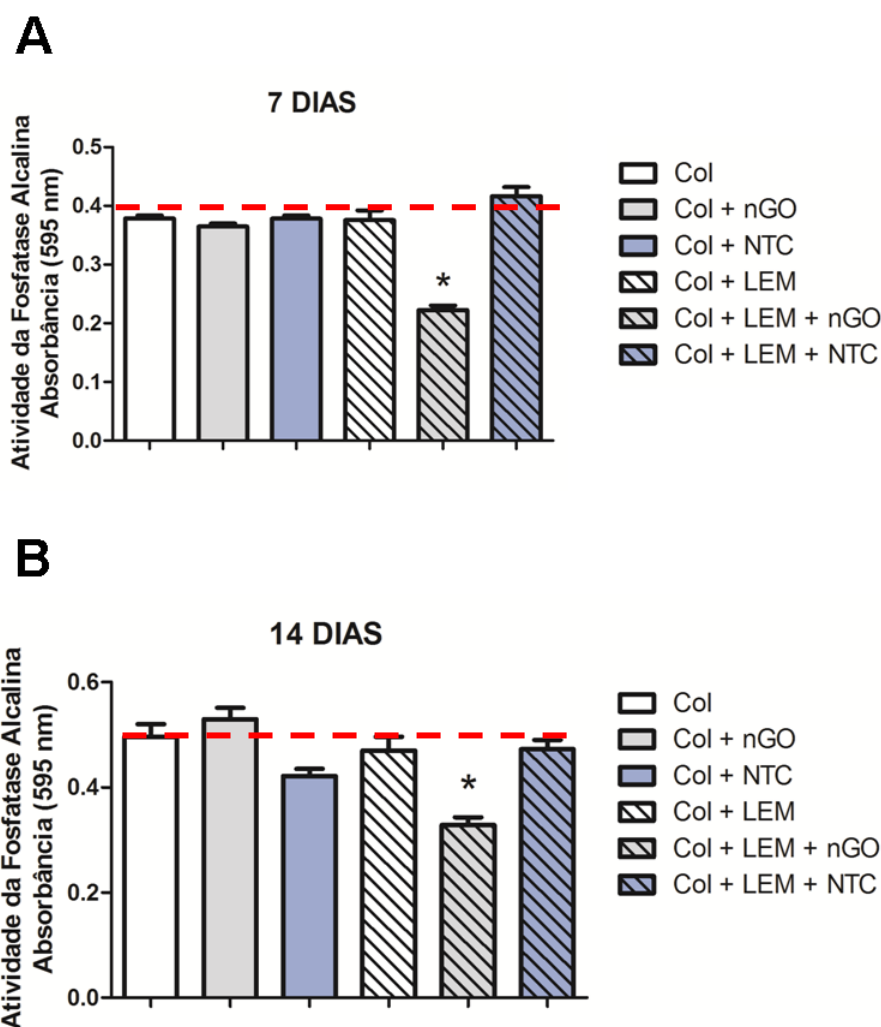 A
7 DIAS
Atividade da Fosfatase Alcalina
Absorbância (595 nm)
0.5
0.4
0.3
0.2
0.1
0.0
*
Col
Col + nGO
Col + NTC
Col + LEM
Col + LEM + nGO
Col + LEM + NTC
B
14 DIAS
Atividade da Fosfatase Alcalina
Absorbância (595 nm)
0.6
0.4
0.2
0.0
*
Col
Col + nGO
Col + NTC
Col + LEM
Col + LEM + nGO
Col + LEM + NTC